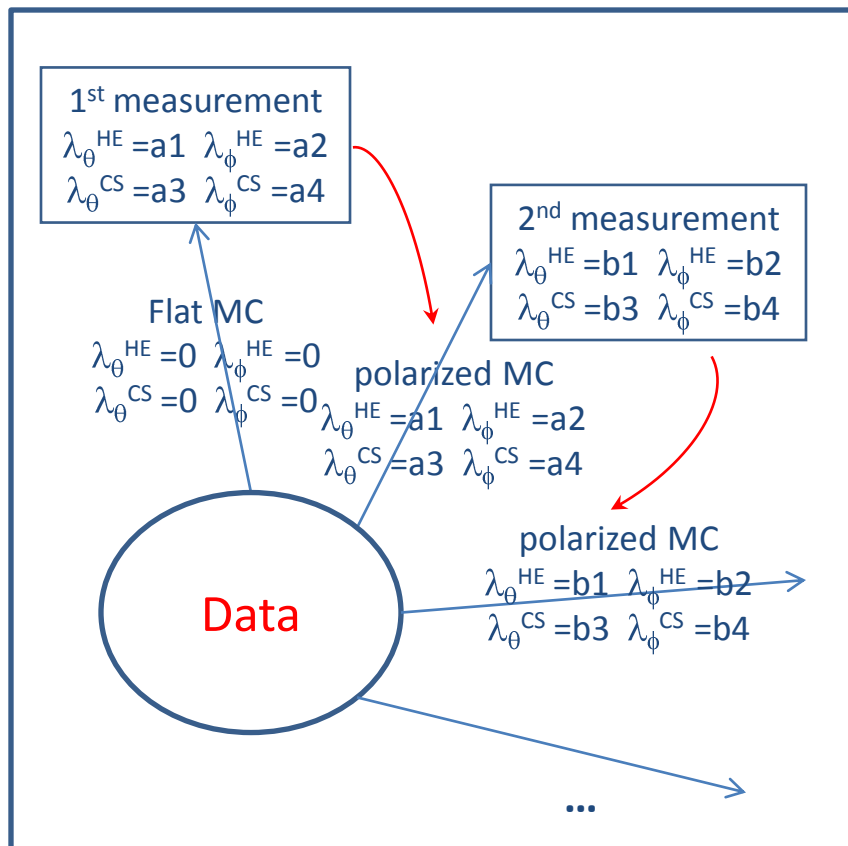 1st measurement
λθHE =a1 λϕHE =a2
λθCS =a3 λϕCS =a4
2nd measurement
λθHE =b1 λϕHE =b2
λθCS =b3 λϕCS =b4
Flat MC
λθHE =0 λϕHE =0
λθCS =0 λϕCS =0
polarized MC
λθHE =a1 λϕHE =a2
λθCS =a3 λϕCS =a4
polarized MC
λθHE =b1 λϕHE =b2
λθCS =b3 λϕCS =b4
Data
...